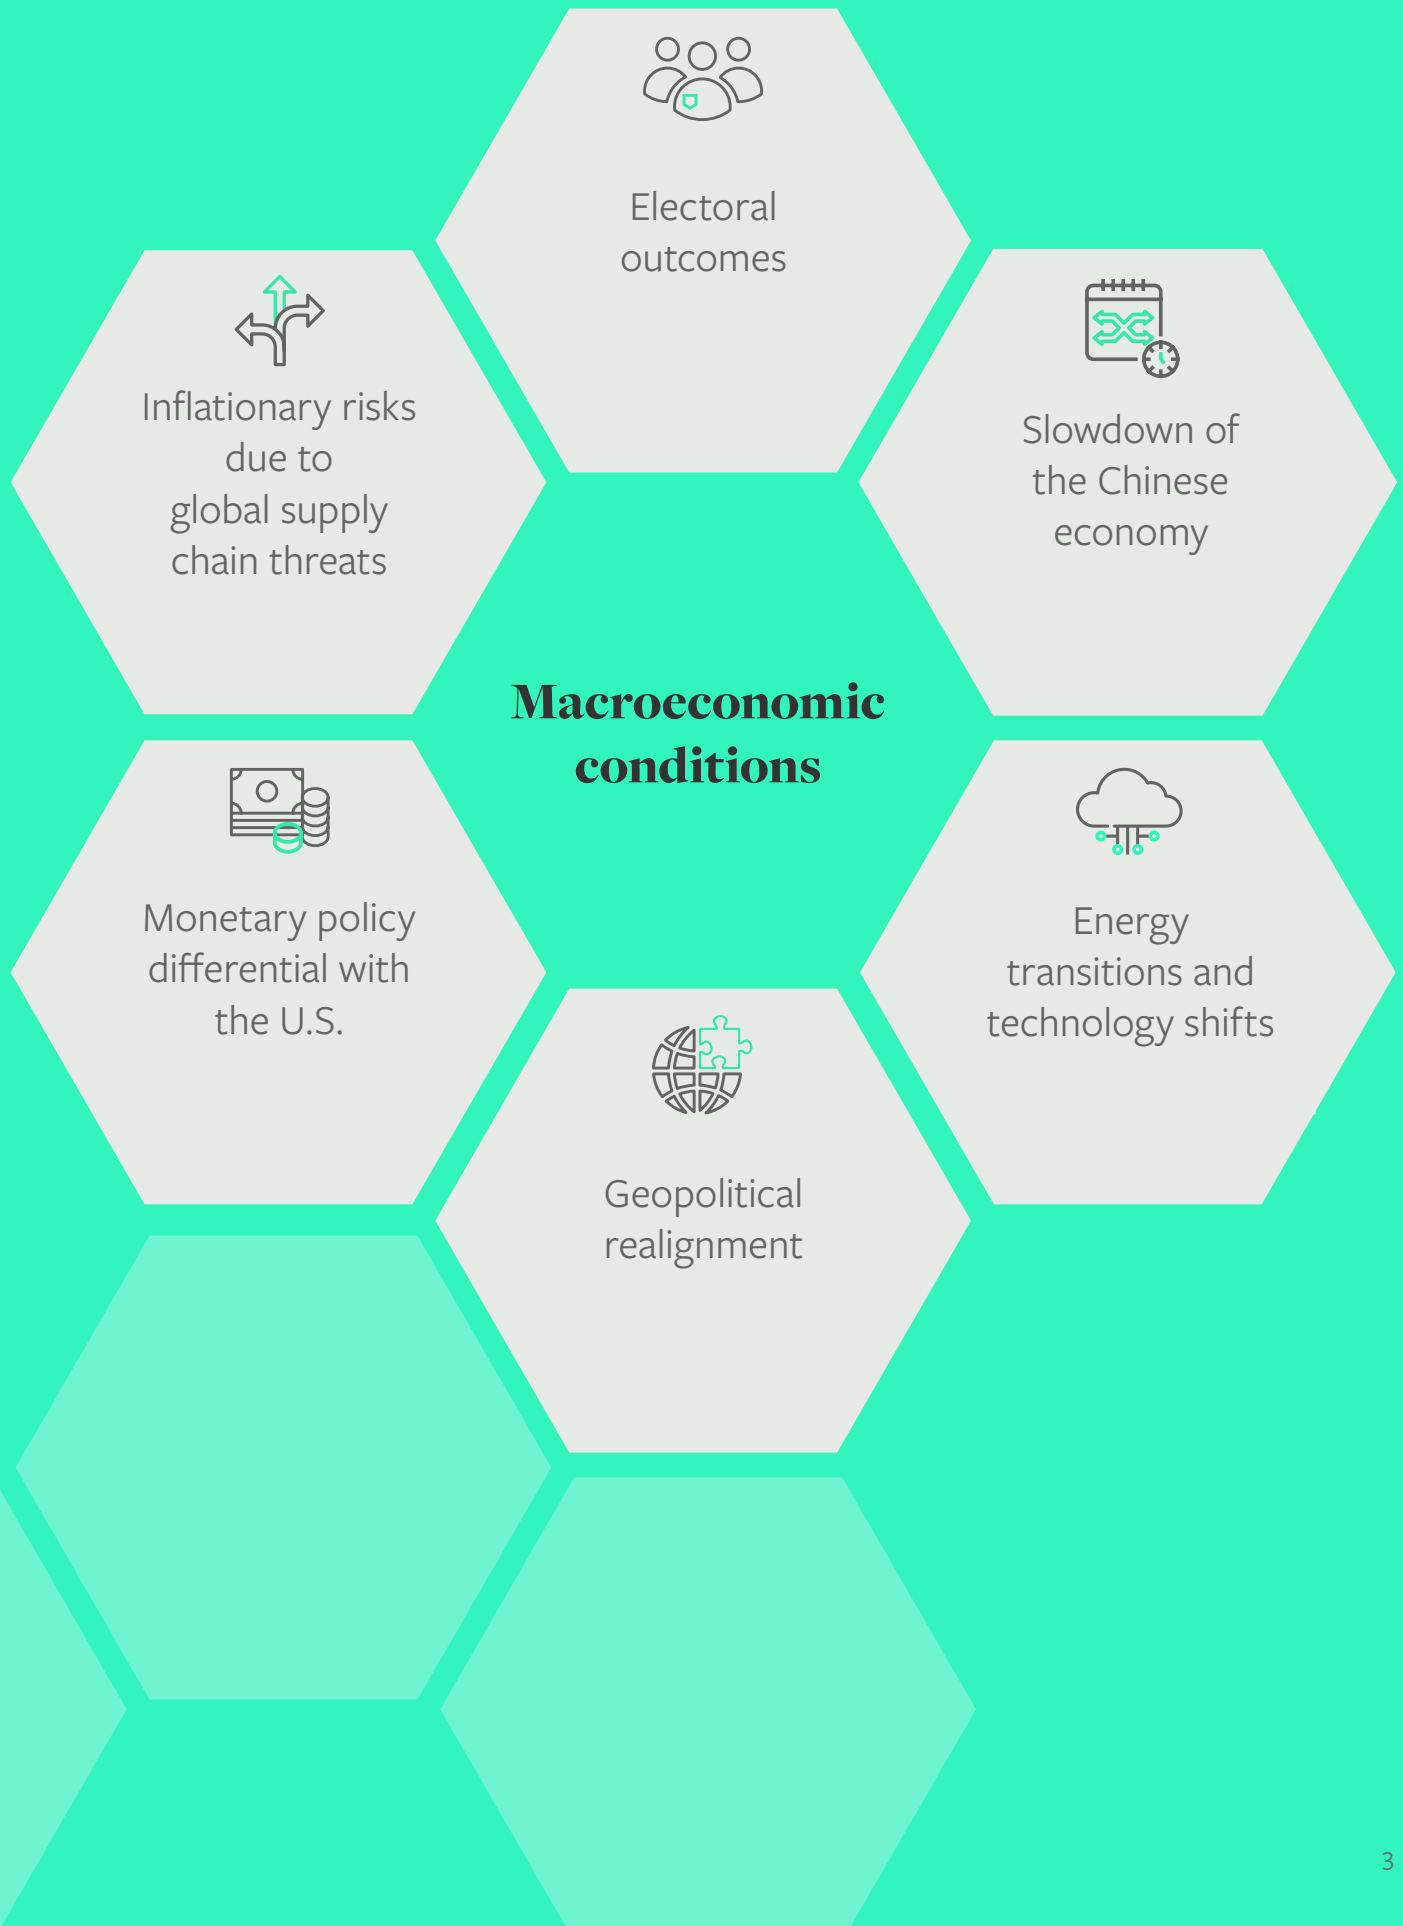 Electoral
outcomes
Inflationary risks
due to
global supply
chain threats
Slowdown of
the Chinese
economy
Macroeconomic
conditions
Monetary policy
differential with
the U.S.
Energy
transitions and
technology shifts
Geopolitical
realignment
3